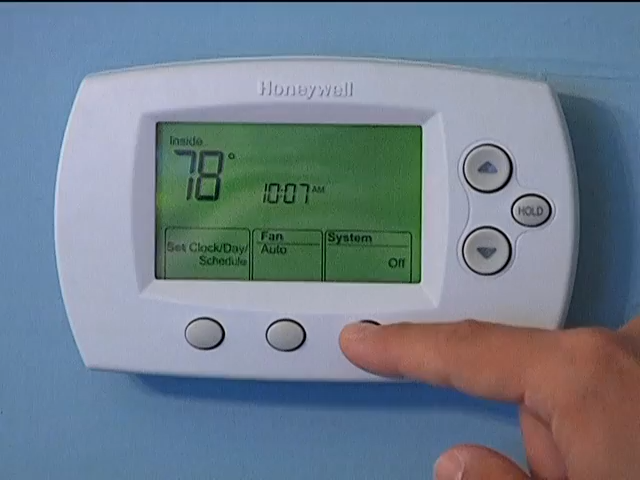 Honeywell
Inside
78°
10:07 AM
Set Clock/Day/
Schedule
Fan
Auto
System
Off
HOLD